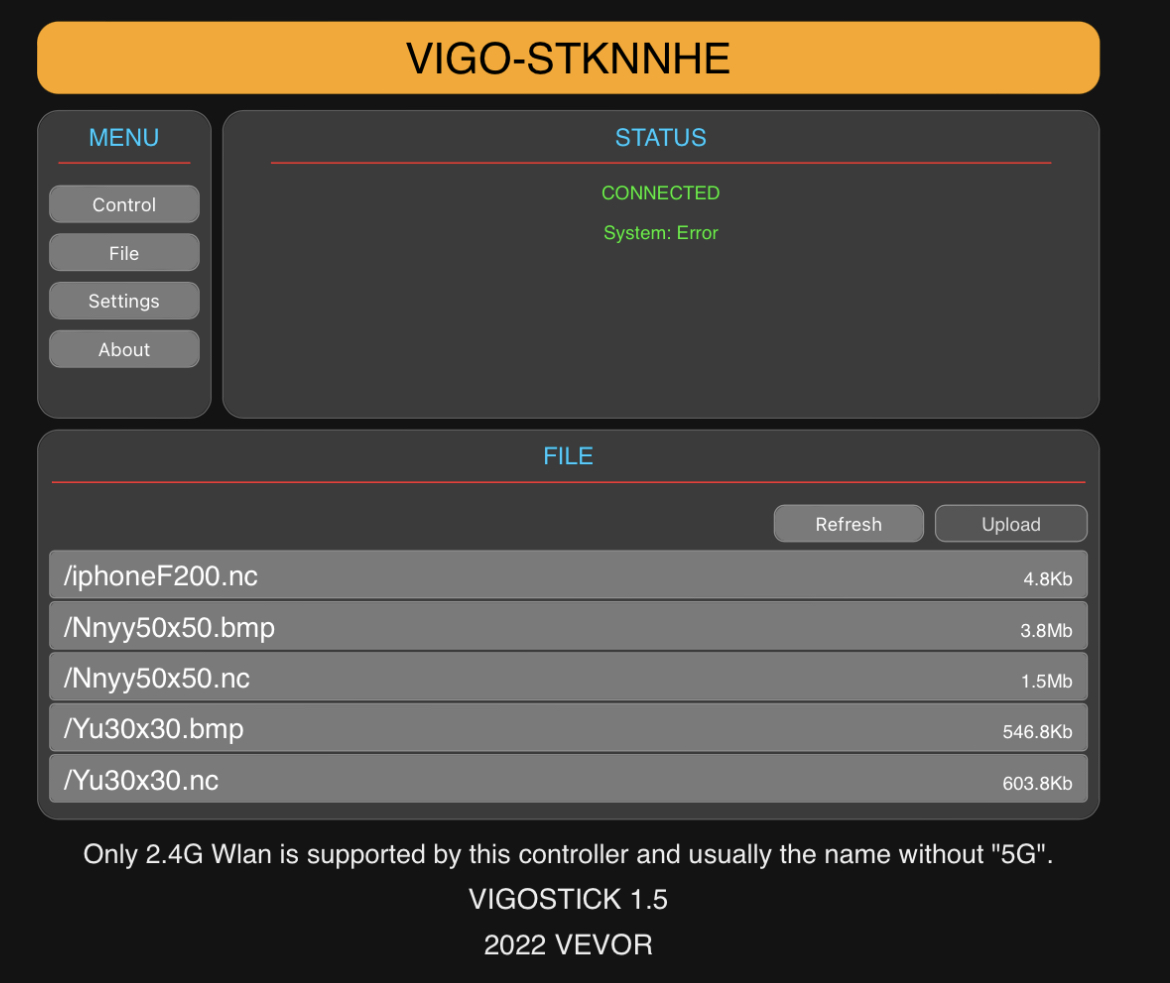 VIGO-STKNNHE
MENU
Control
File
Settings
About
STATUS
CONNECTED
System: Error
FILE
Refresh
Upload
/iphoneF200.nc 4.8Kb
/Nnyy50x50.bmp 3.8Mb
/Nnyy50x50.nc 1.5Mb
/Yu30x30.bmp 546.8Kb
/Yu30x30.nc 603.8Kb
Only 2.4G Wlan is supported by this controller and usually the name without "5G".
VIGOSTICK 1.5
2022 VEVOR